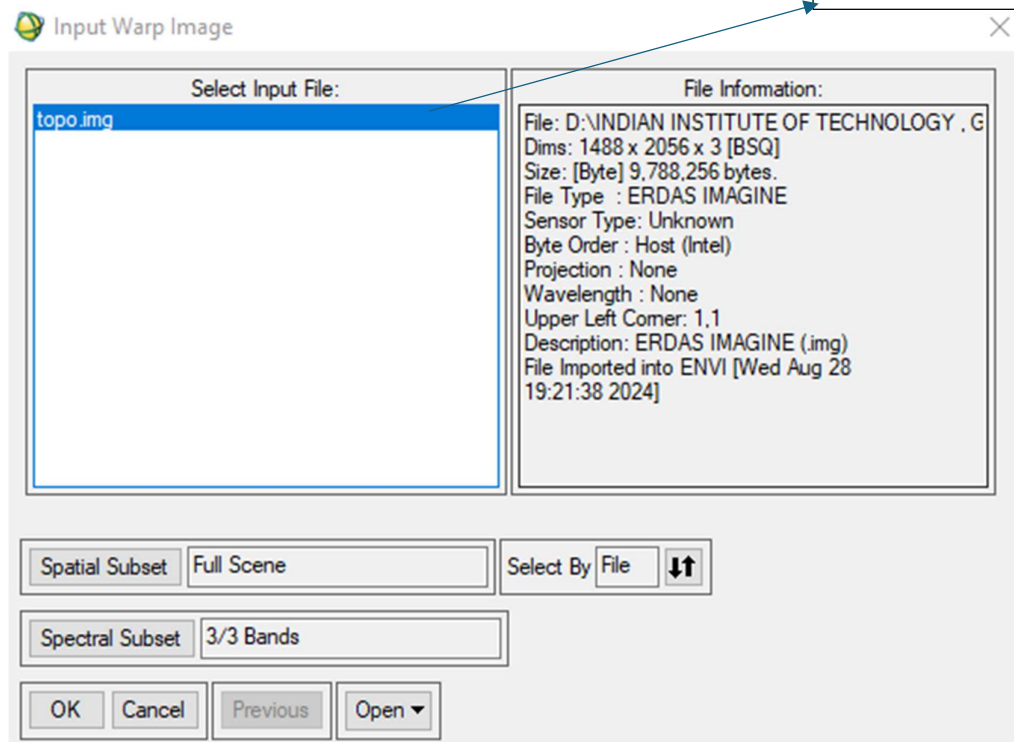 Input Warp Image
Select Input File:
topo.img
File Information:
File: D:\INDIAN INSTITUTE OF TECHNOLOGY , G
Dims: 1488 x 2056 x 3 [BSQ]
Size: [Byte] 9,788,256 bytes.
File Type : ERDAS IMAGINE
Sensor Type: Unknown
Byte Order : Host (Intel)
Projection : None
Wavelength : None
Upper Left Corner: 1,1
Description: ERDAS IMAGINE (.img)
File Imported into ENVI [Wed Aug 28
19:21:38 2024]
Spatial Subset Full Scene
Select By File
Spectral Subset 3/3 Bands
OK Cancel Previous Open